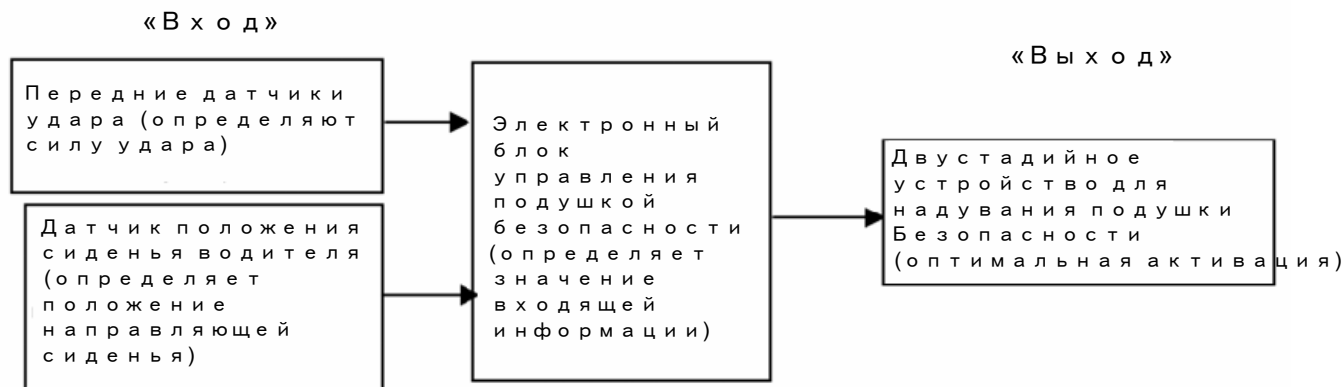 «Вход»
Передние датчики
удара (определяют
силу удара)
Датчик положения
сиденья водителя
(определяет
положение
направляющей
сиденья)
Электронный
блок
управления
подушкой
безопасности
(определяет
значение
входящей
информации)
«Выход»
Двустадийное
устройство для
надувания подушки
Безопасности
(оптимальная активация)